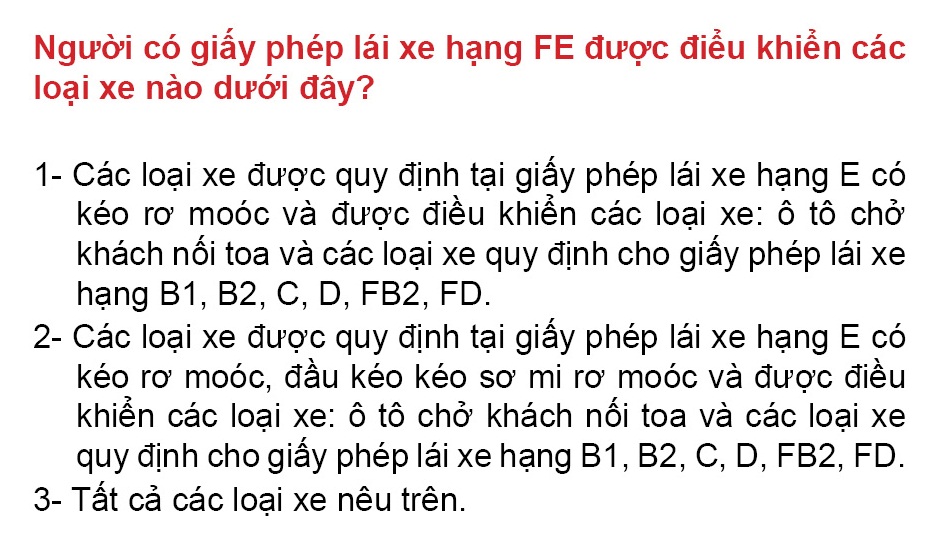 Người có giấy phép lái xe hạng FE được điểu khiển các
loại xe nào dưới đây?
1- Các loại xe được quy định tại giấy phép lái xe hạng E có
kéo rơ moóc và được điều khiển các loại xe: ô tô chở
khách nối toa và các loại xe quy định cho giấy phép lái xe
hạng B1, B2, C, D, FB2, FD.
2- Các loại xe được quy định tại giấy phép lái xe hạng E có
kéo rơ moóc, đầu kéo kéo sơ mi rơ moóc và được điều
khiển các loại xe: ô tô chở khách nối toa và các loại xe
quy định cho giấy phép lái xe hạng B1, B2, C, D, FB2, FD.
3- Tất cả các loại xe nêu trên.